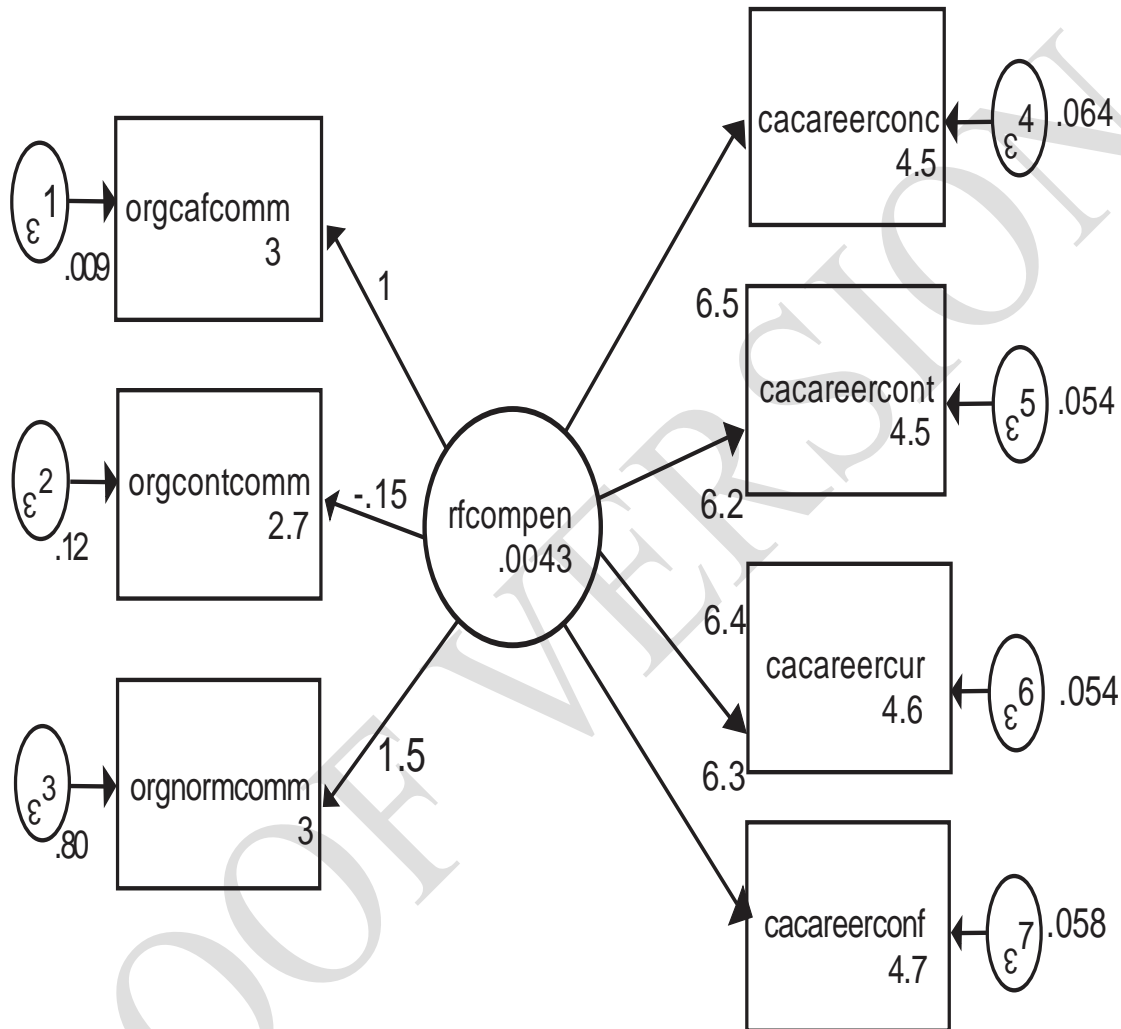 ε1
.009
orgcafcomm
3
1
ε2
.12
orgcontcomm
2.7
-.15
ε3
.80
orgnormcomm
3
1.5
rfcompen
.0043
cacareerconc
4.5
ε4
.064
6.5
cacareercont
4.5
ε5
.054
6.2
6.4
cacareercur
4.6
ε6
.054
6.3
cacareerconf
4.7
ε7
.058
OOF VERSION